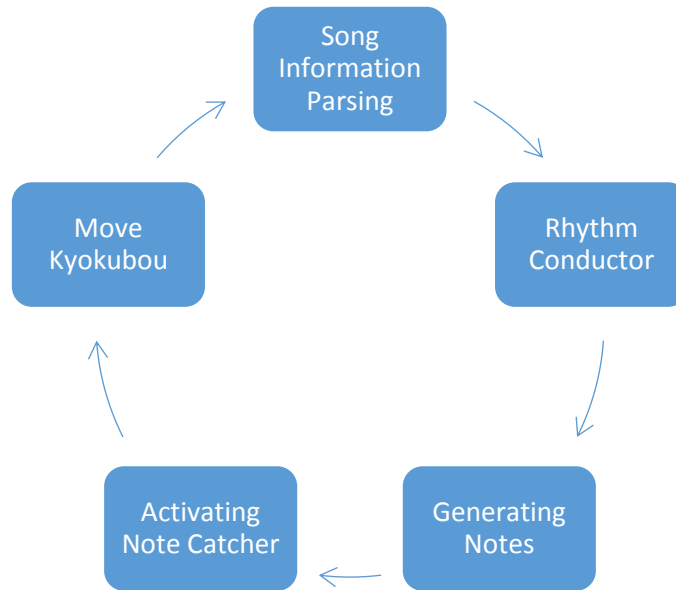 Song
Information
Parsing
Rhythm
Conductor
Generating
Notes
Activating
Note Catcher
Move
Kyokubou